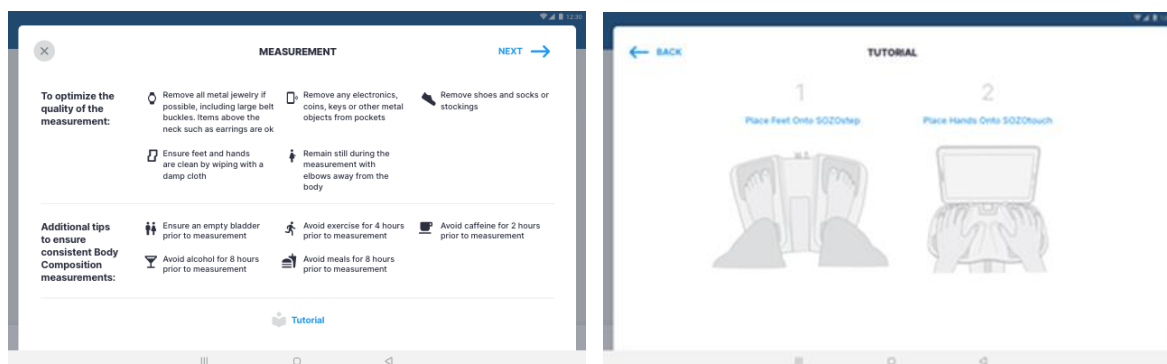 12:30
MEASUREMENT
NEXT
To optimize the
quality of the
measurement:
Remove all metal jewelry if
possible, including large belt
buckles. Items above the
neck such as earrings are ok
Remove any electronics,
coins, keys or other metal
objects from pockets
Remove shoes and socks or
stockings
Ensure feet and hands
are clean by wiping with a
damp cloth
Remain still during the
measurement with
elbows away from the
body
Additional tips
to ensure
consistent Body
Composition
measurements:
Ensure an empty bladder
prior to measurement
Avoid exercise for 4 hours
prior to measurement
Avoid caffeine for 2 hours
prior to measurement
Avoid alcohol for 8 hours
prior to measurement
Avoid meals for 8 hours
prior to measurement
Tutorial
BACK
TUTORIAL
1
2
Place Feet Onto SOZOstep
Place Hands Onto SOZOtouch